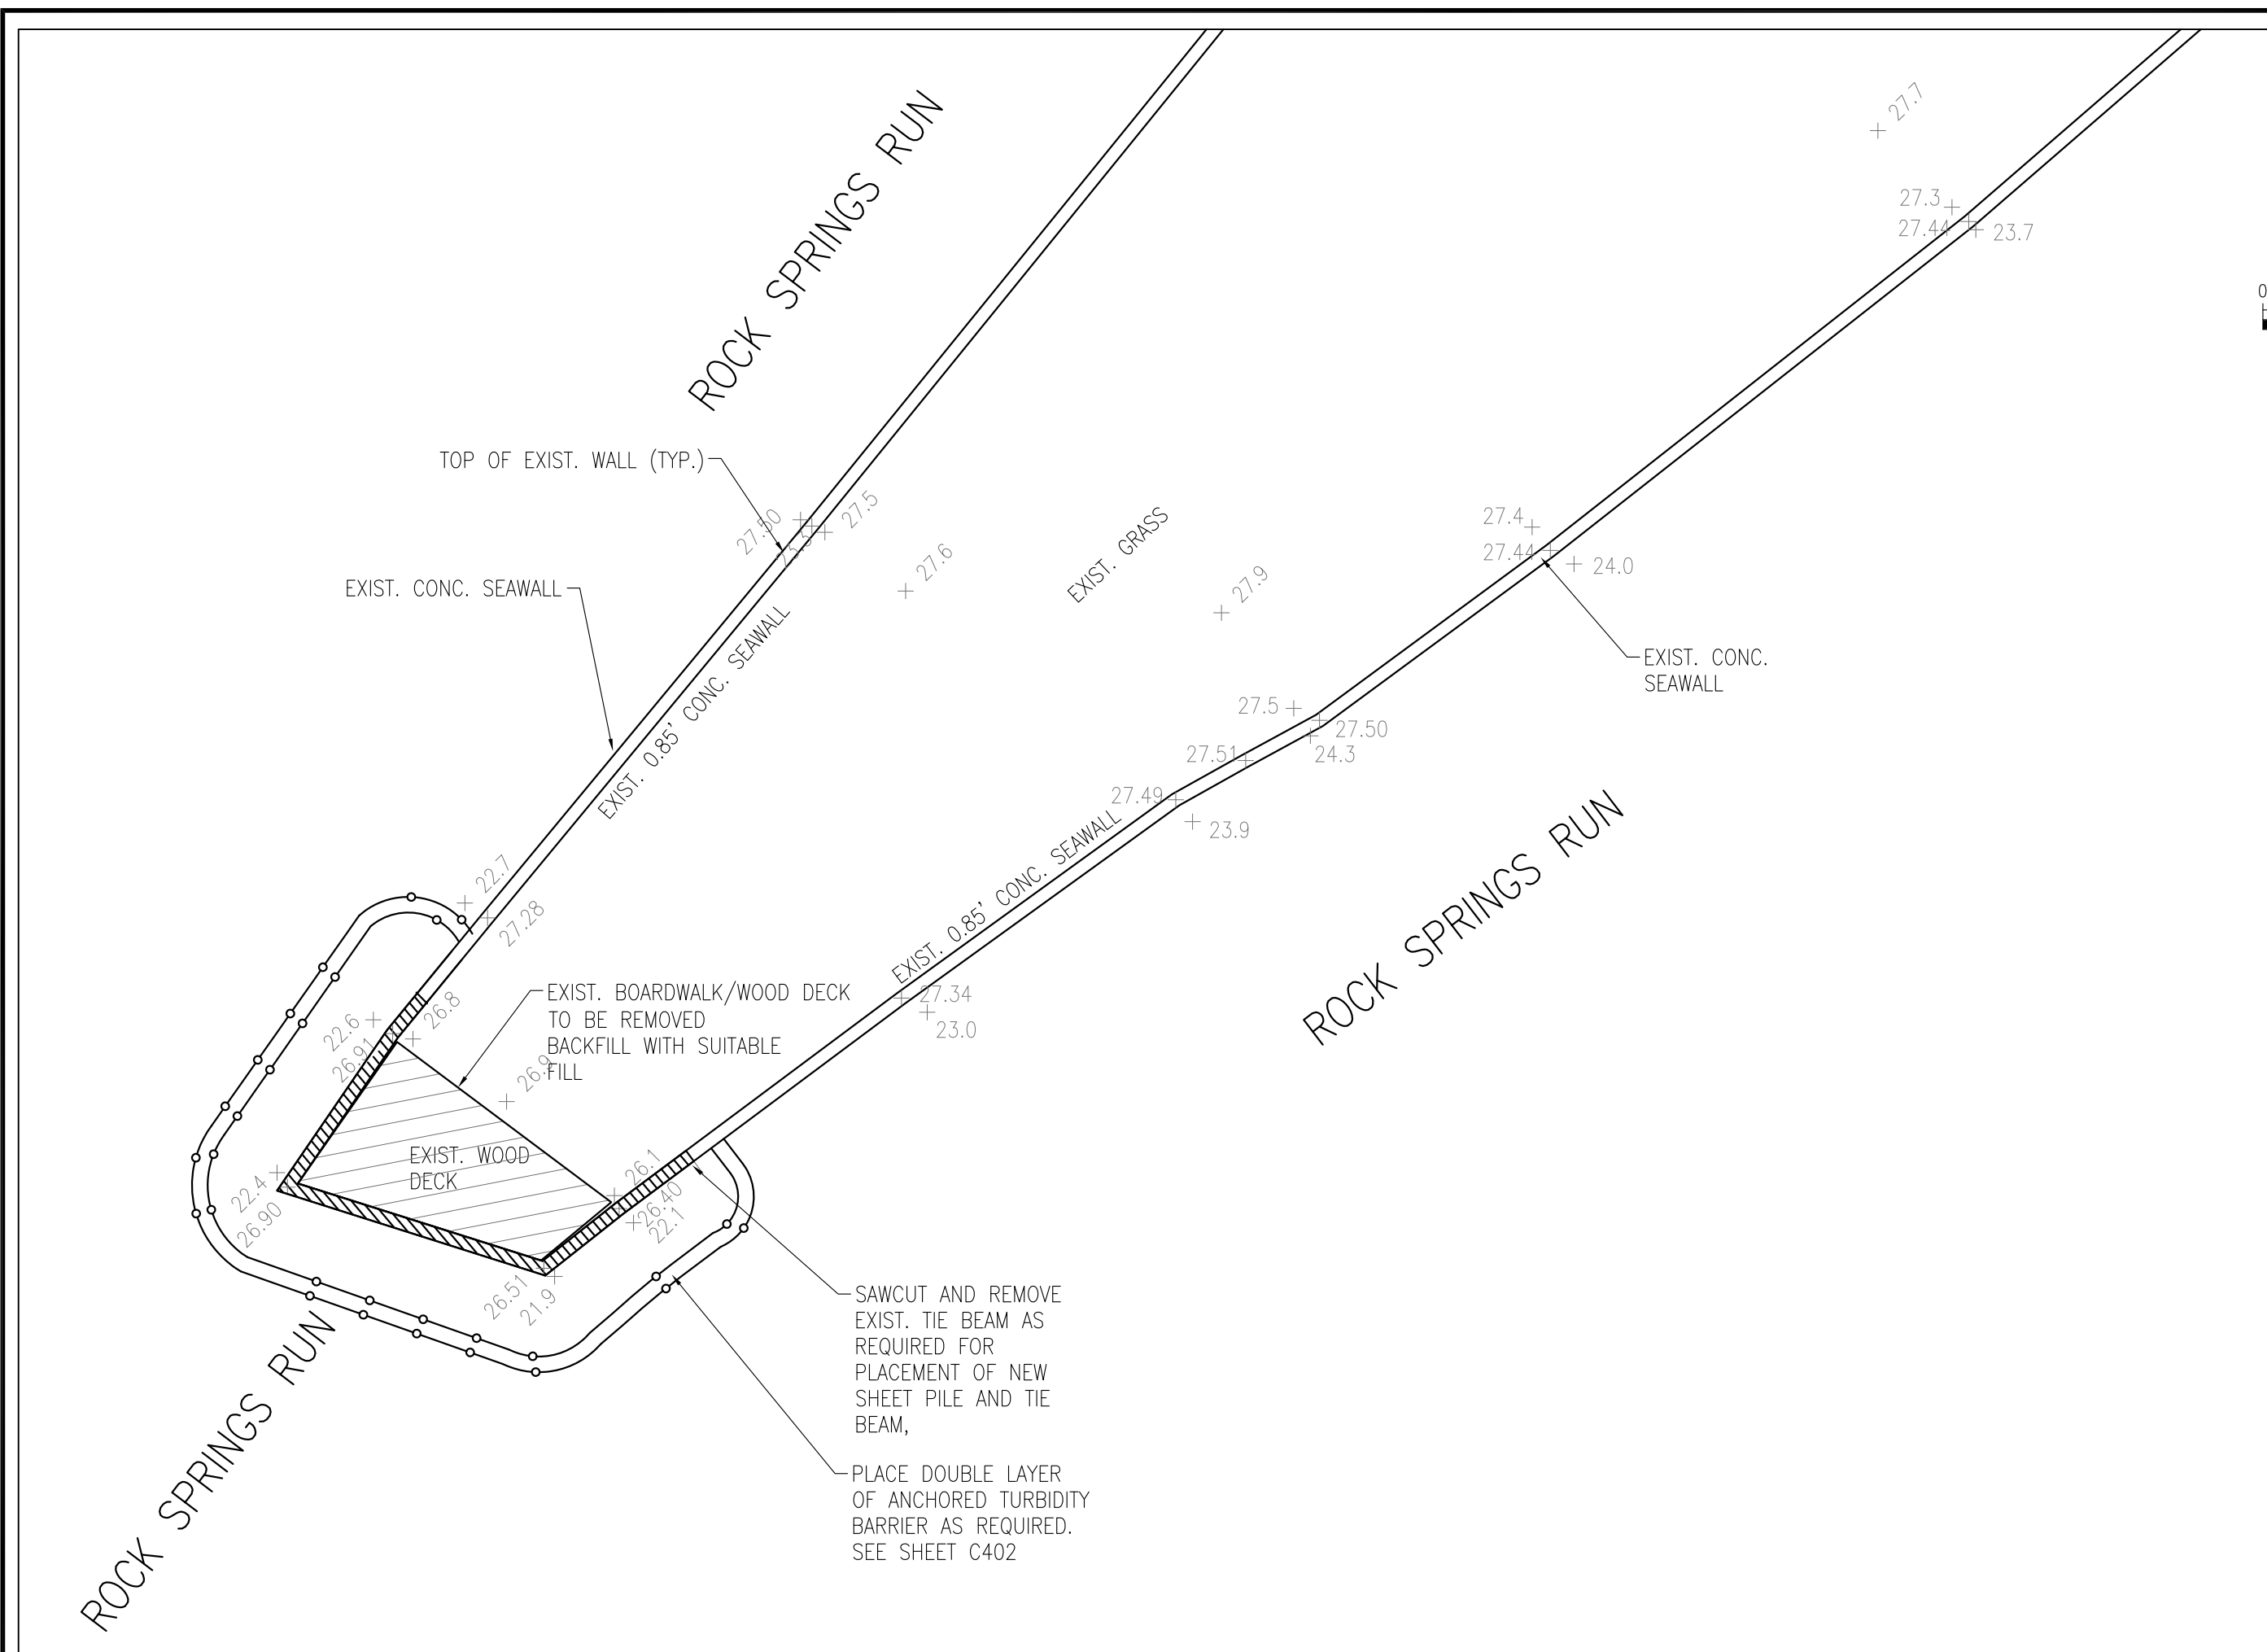 ROCK SPRINGS RUN
27.7
27.3
27.44
23.7
0
TOP OF EXIST. WALL (TYP.)
27.50
27.5
27.6
EXIST. GRASS
27.9
27.4
27.44
24.0
EXIST. CONC. SEAWALL
EXIST. 0.85' CONC. SEAWALL
EXIST. CONC.
SEAWALL
27.5
27.50
24.3
27.51
27.49
23.9
ROCK SPRINGS RUN
EXIST. 0.85' CONC. SEAWALL
22.7
27.28
27.34
23.0
EXIST. BOARDWALK/WOOD DECK
TO BE REMOVED
BACKFILL WITH SUITABLE
FILL
22.6
26.91
26.8
26.9
EXIST. WOOD
DECK
22.4
26.90
26.1
26.40
22.1
26.51
21.9
SAWCUT AND REMOVE
EXIST. TIE BEAM AS
REQUIRED FOR
PLACEMENT OF NEW
SHEET PILE AND TIE
BEAM,
ROCK SPRINGS RUN
PLACE DOUBLE LAYER
OF ANCHORED TURBIDITY
BARRIER AS REQUIRED.
SEE SHEET C402